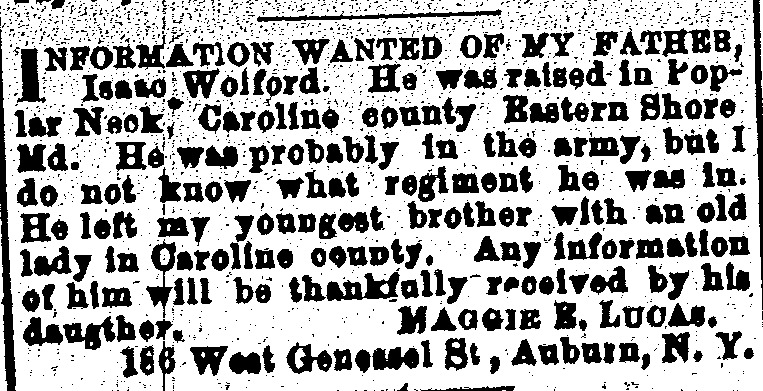 INFORMATION WANTED OF MY FATHER,
Isaac Wolford. He was raised in Pop-
lar Neck, Caroline county Eastern Shore
Md. He was probably in the army, but I
do not know what regiment he was in.
He left my youngest brother with an old
lady in Caroline county. Any information
of him will be thankfully received by his
daugther. MAGGIE E. LUCAS.
186 West Genessel St, Auburn, N. Y.